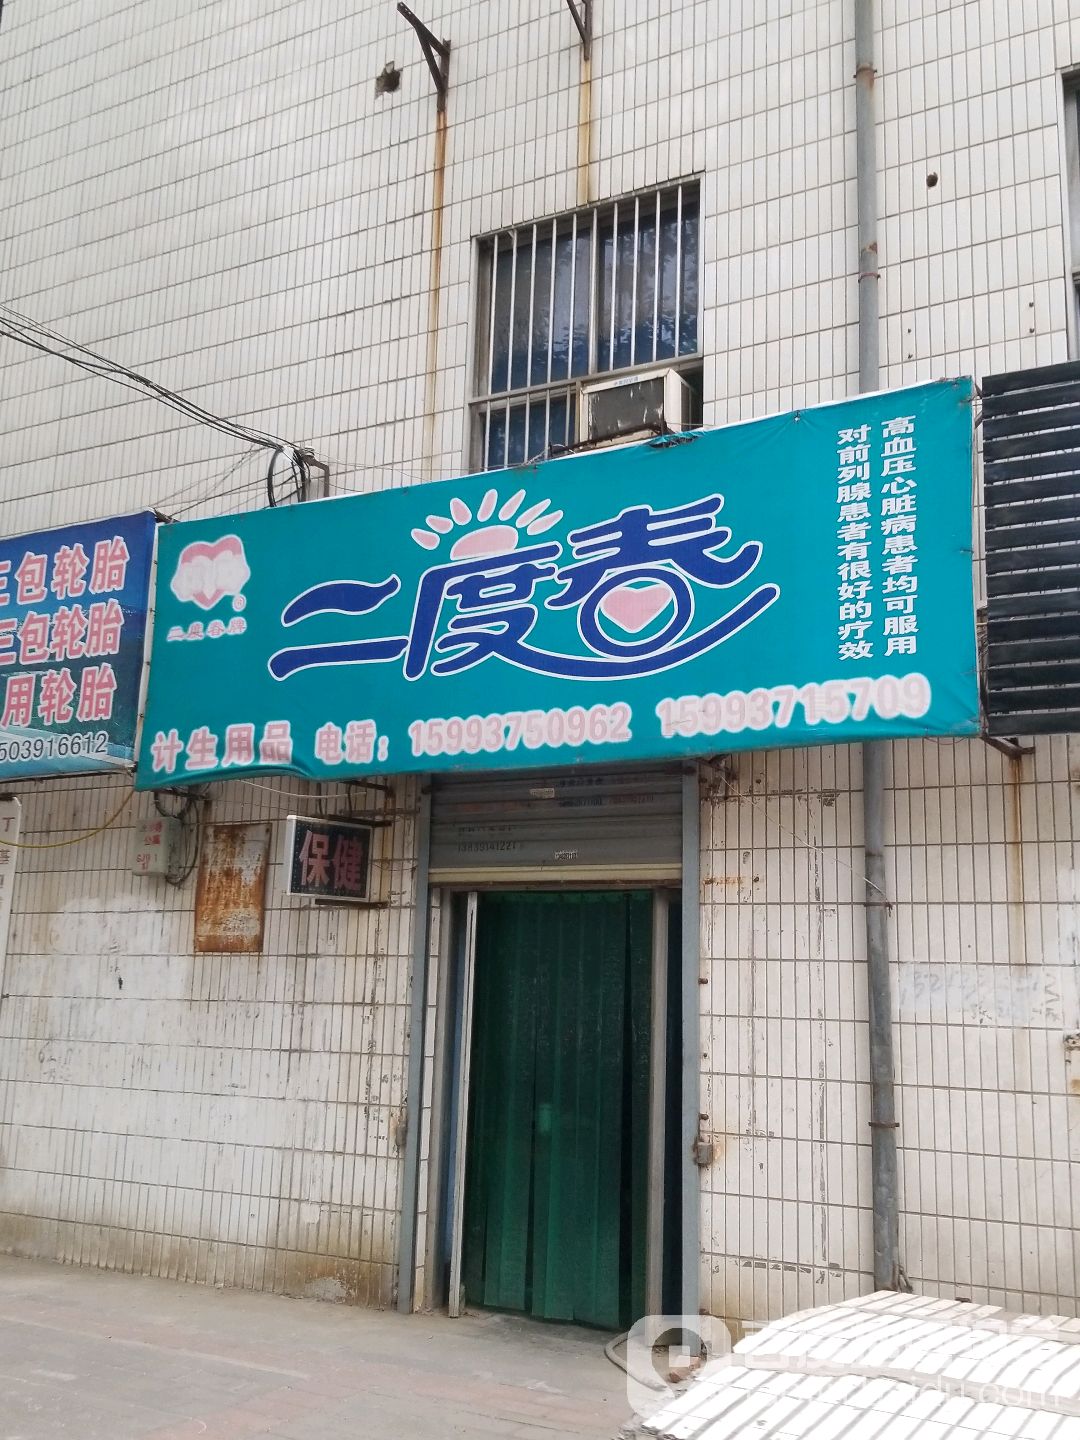 三包轮胎
三包轮胎
用轮胎
503916612
二度春牌
®
二度春
高血压心脏病患者均可服用
对前列腺患者有很好的疗效
计生用品 电话：15993750962 15993715709
保健
13839141221